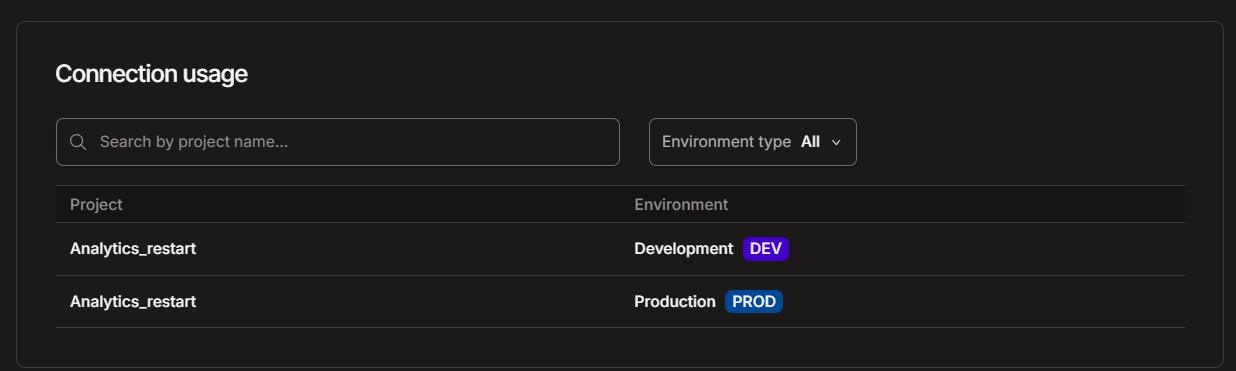 Connection usage
Search by project name...
Environment type All
Project Environment
Analytics_restart Development DEV
Analytics_restart Production PROD